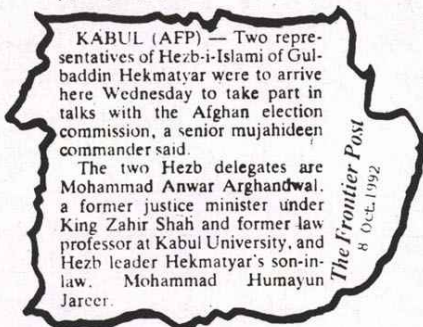 KABUL (AFP) — Two repre-
sentatives of Hezb-i-Islami of Gul-
baddin Hekmatyar were to arrive
here Wednesday to take part in
talks with the Afghan election
commission, a senior mujahideen
commander said.
The two Hezb delegates are
Mohammad Anwar Arghandwal,
a former justice minister under
King Zahir Shah and former law
professor at Kabul University, and
Hezb leader Hekmatyar's son-in-
law, Mohammad Humayun
Jareer.
The Frontier Post
8 Oct. 1992